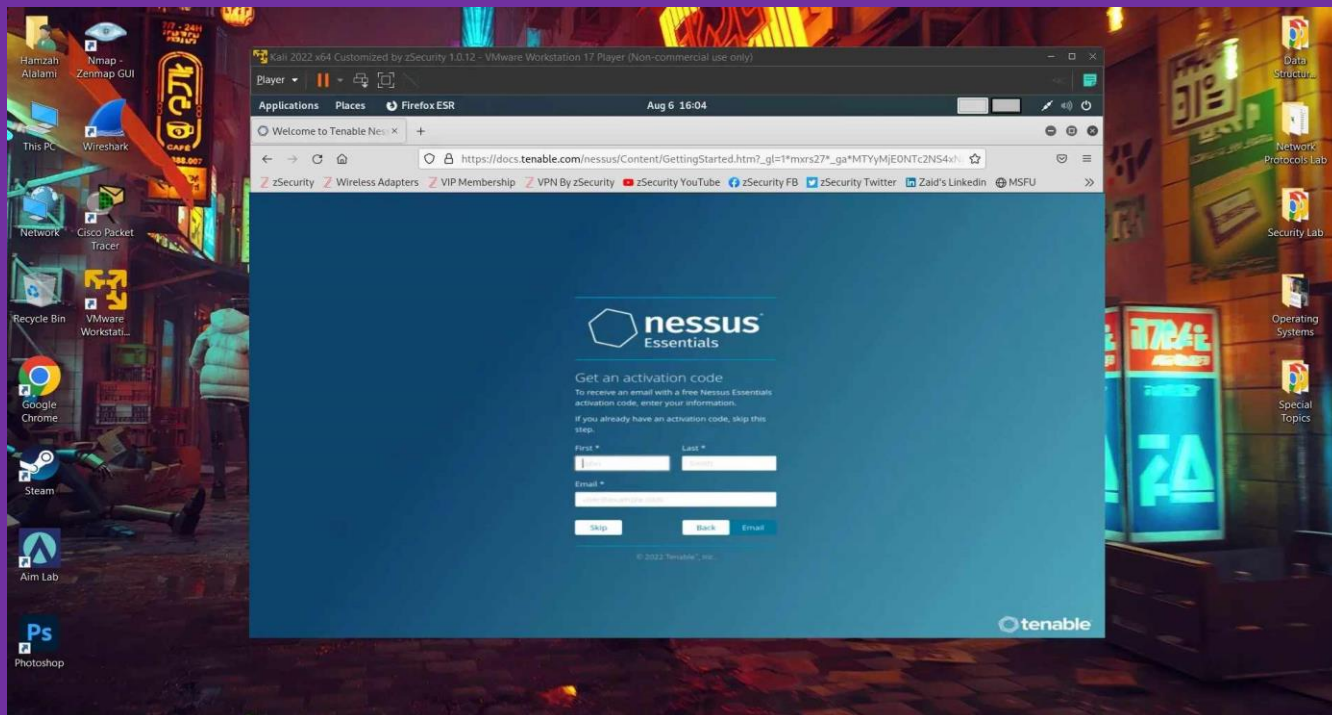 Hamzah
Alalami
Nmap -
Zenmap GUI
This PC
Wireshark
Network
Cisco Packet
Tracer
Recycle Bin
VMware
Workstati...
Google
Chrome
Steam
Aim Lab
Ps
Photoshop
CAFE
Kali 2022 x64 Customized by zSecurity 1.0.12 - VMware Workstation 17 Player (Non-commercial use only)
Player
Applications Places Firefox ESR Aug 6 16:04
Welcome to Tenable Nes
https://docs.tenable.com/nessus/Content/GettingStarted.htm?_gl=1*mxrs27*_ga*MTYyMjE0NTc2NS4xN
zSecurity Wireless Adapters VIP Membership VPN By zSecurity zSecurity YouTube zSecurity FB zSecurity Twitter Zaid's Linkedin MSFU
nessus
Essentials
Get an activation code
To receive an email with a free Nessus Essentials
activation code, enter your information.
If you already have an activation code, skip this
step.
First * Last *
Email *
Skip Back Email
© 2022 Tenable™, Inc.
tenable
Data
Structur...
Network
Protocols Lab
Security Lab
Operating
Systems
Special
Topics